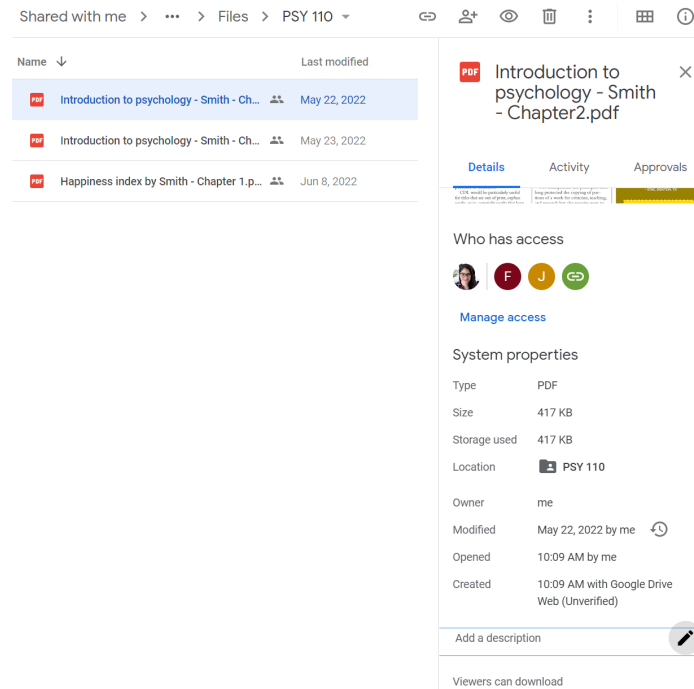 Shared with me > ••• > Files > PSY 110
Name Last modified
PDF Introduction to psychology - Smith - Ch... May 22, 2022
PDF Introduction to psychology - Smith - Ch... May 23, 2022
PDF Happiness index by Smith - Chapter 1.p... Jun 8, 2022
PDF
Introduction to
psychology - Smith
- Chapter2.pdf
Details Activity Approvals
Who has access
F J
Manage access
System properties
Type PDF
Size 417 KB
Storage used 417 KB
Location PSY 110
Owner me
Modified May 22, 2022 by me
Opened 10:09 AM by me
Created 10:09 AM with Google Drive
Web (Unverified)
Add a description
Viewers can download